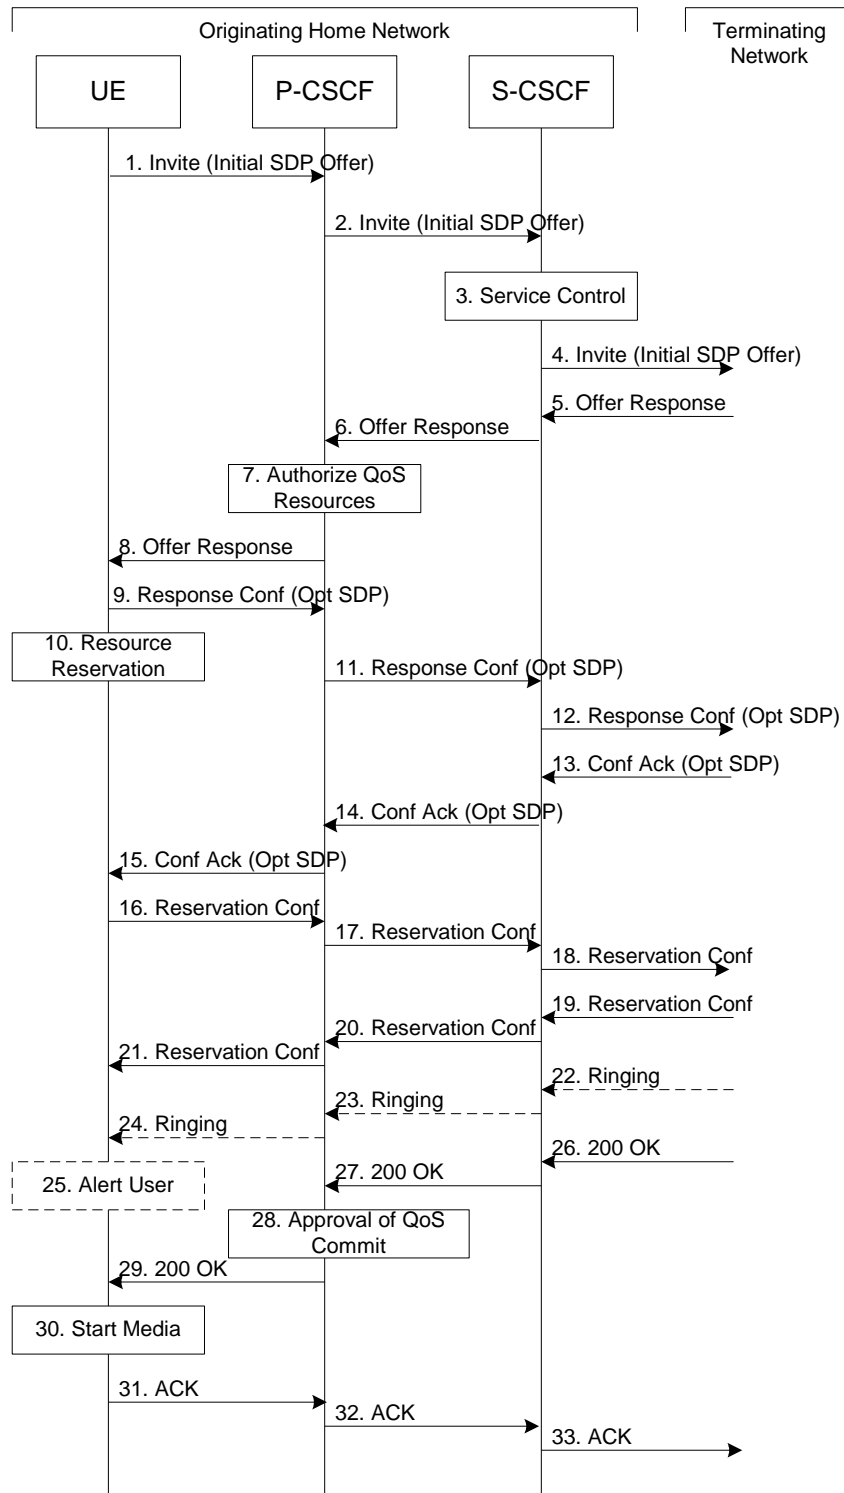 Originating Home Network
Terminating
Network
UE
P-CSCF
S-CSCF
1. Invite (Initial SDP Offer)
2. Invite (Initial SDP Offer)
3. Service Control
4. Invite (Initial SDP Offer)
5. Offer Response
6. Offer Response
7. Authorize QoS
Resources
8. Offer Response
9. Response Conf (Opt SDP)
10. Resource
Reservation
11. Response Conf (Opt SDP)
12. Response Conf (Opt SDP)
13. Conf Ack (Opt SDP)
14. Conf Ack (Opt SDP)
15. Conf Ack (Opt SDP)
16. Reservation Conf
17. Reservation Conf
18. Reservation Conf
19. Reservation Conf
20. Reservation Conf
21. Reservation Conf
22. Ringing
23. Ringing
24. Ringing
25. Alert User
26. 200 OK
27. 200 OK
28. Approval of QoS
Commit
29. 200 OK
30. Start Media
31. ACK
32. ACK
33. ACK